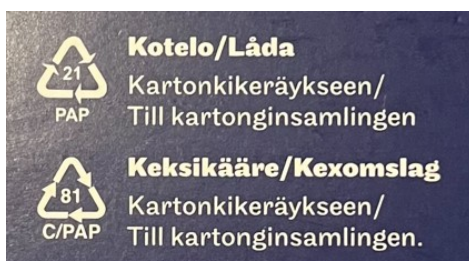 Kotelo/Låda
21
Kartonkikeräykseen/
PAP
Till kartonginsamlingen
Keksikääre/Kexomslag
81
Kartonkikeräykseen/
C/PAP
Till kartonginsamlingen.